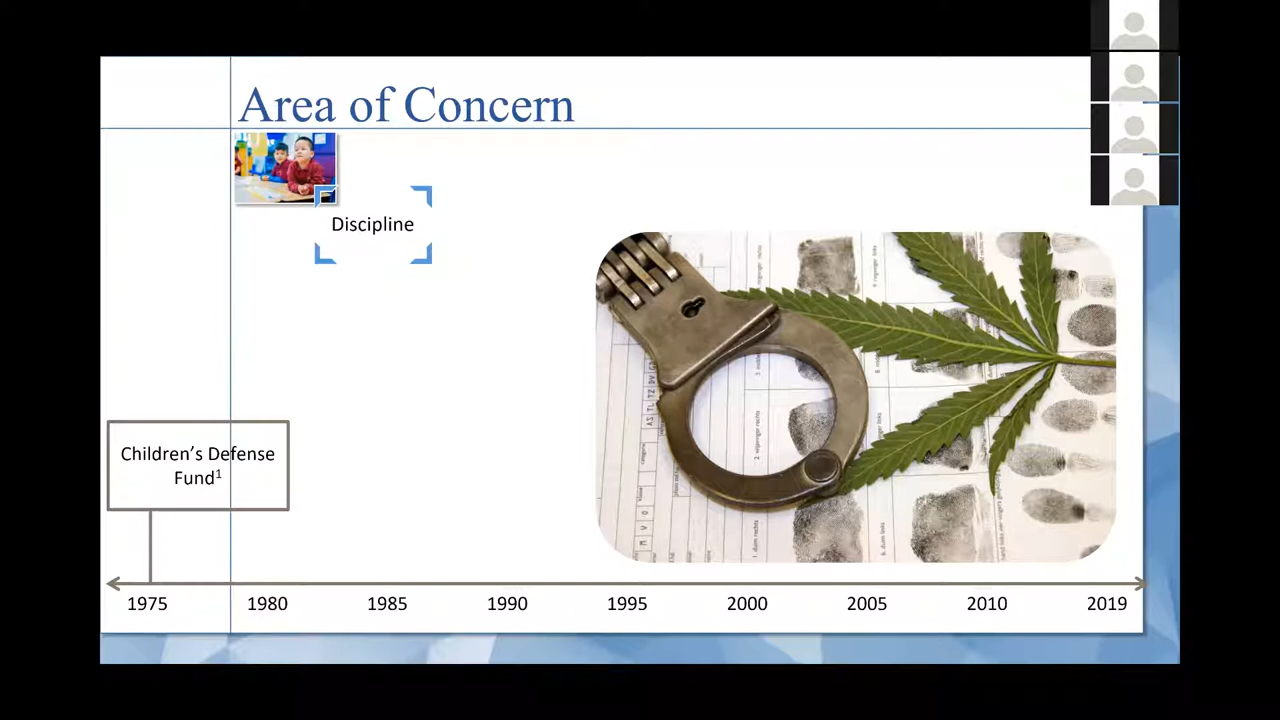 Area of Concern
Discipline
Children’s Defense
Fund¹
1975 1980 1985 1990 1995 2000 2005 2010 2019